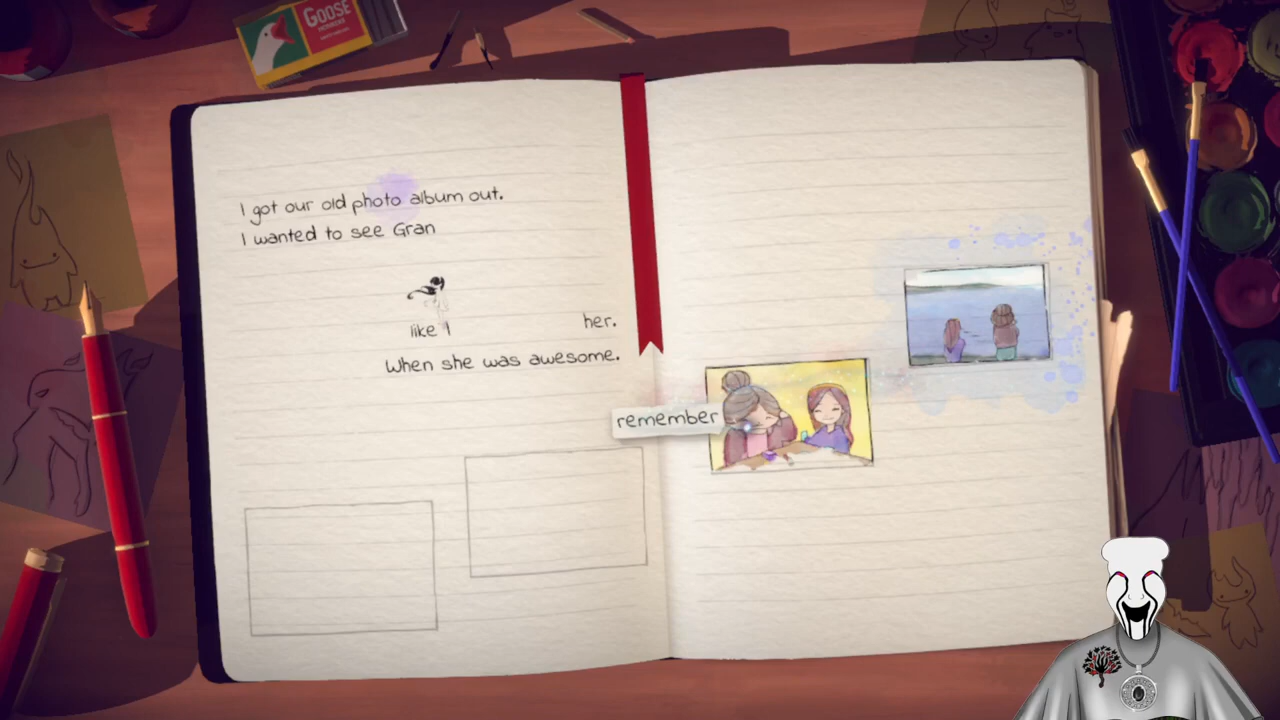 GOOSE
I got our old photo album out.
I wanted to see Gran
like I her.
When she was awesome.
remember